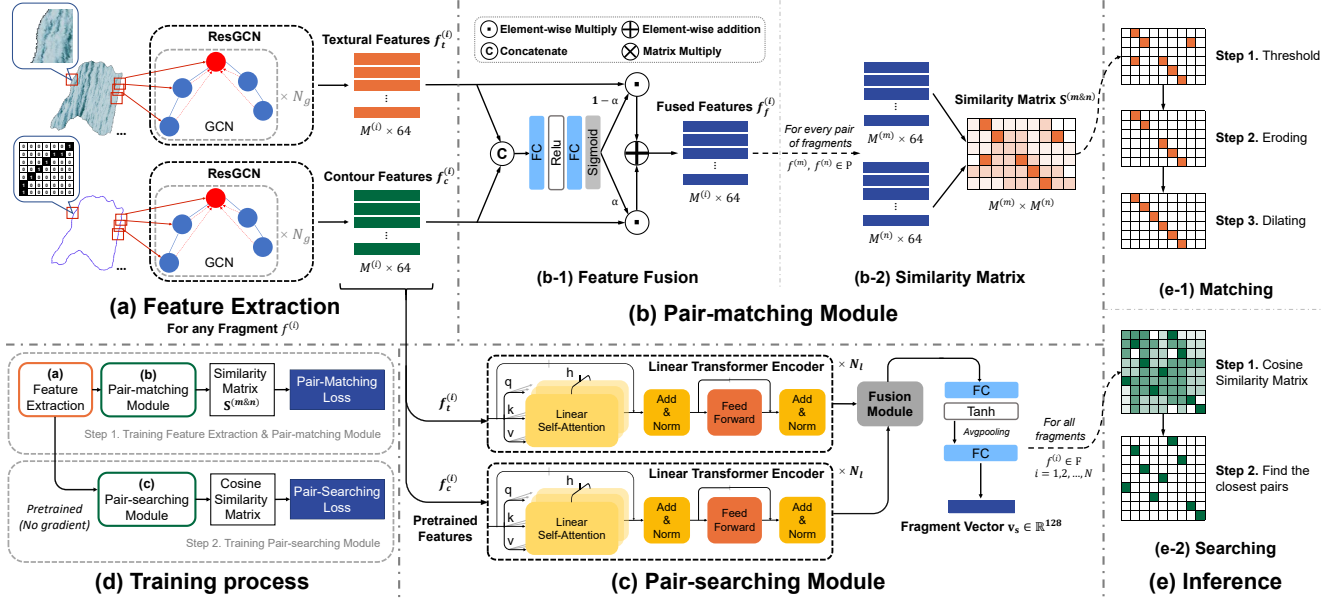 ResGCN
GCN
× N_g
...
Textural Features f_t^(i)
⋮
M^(i) × 64
ResGCN
GCN
× N_g
...
Contour Features f_c^(i)
⋮
M^(i) × 64
(a) Feature Extraction
For any Fragment f^(i)
Element-wise Multiply
Element-wise addition
C Concatenate
Matrix Multiply
C
FC
Relu
FC
Sigmoid
1 − α
α
Fused Features f_f^(i)
⋮
M^(i) × 64
(b-1) Feature Fusion
For every pair
of fragments
f^(m), f^(n) ∈ P
⋮
M^(m) × 64
⋮
M^(n) × 64
Similarity Matrix S^(m&n)
M^(m) × M^(n)
(b-2) Similarity Matrix
(b) Pair-matching Module
Step 1. Threshold
Step 2. Eroding
Step 3. Dilating
(e-1) Matching
(a)
Feature
Extraction
(b)
Pair-matching
Module
Similarity
Matrix
S^(m&n)
Pair-Matching
Loss
Step 1. Training Feature Extraction & Pair-matching Module
Pretrained
(No gradient)
(c)
Pair-searching
Module
Cosine
Similarity
Matrix
Pair-Searching
Loss
Step 2. Training Pair-searching Module
(d) Training process
f_t^(i)
f_c^(i)
Pretrained
Features
Linear Transformer Encoder
× N_l
q
k
v
h
Linear
Self-Attention
Add
&
Norm
Feed
Forward
Add
&
Norm
Linear Transformer Encoder
× N_l
q
k
v
h
Linear
Self-Attention
Add
&
Norm
Feed
Forward
Add
&
Norm
Fusion
Module
FC
Tanh
Avgpooling
FC
Fragment Vector v_s ∈ ℝ^128
(c) Pair-searching Module
For all
fragments
f^(i) ∈ F
i = 1,2, ..., N
Step 1. Cosine
Similarity Matrix
Step 2. Find the
closest pairs
(e-2) Searching
(e) Inference